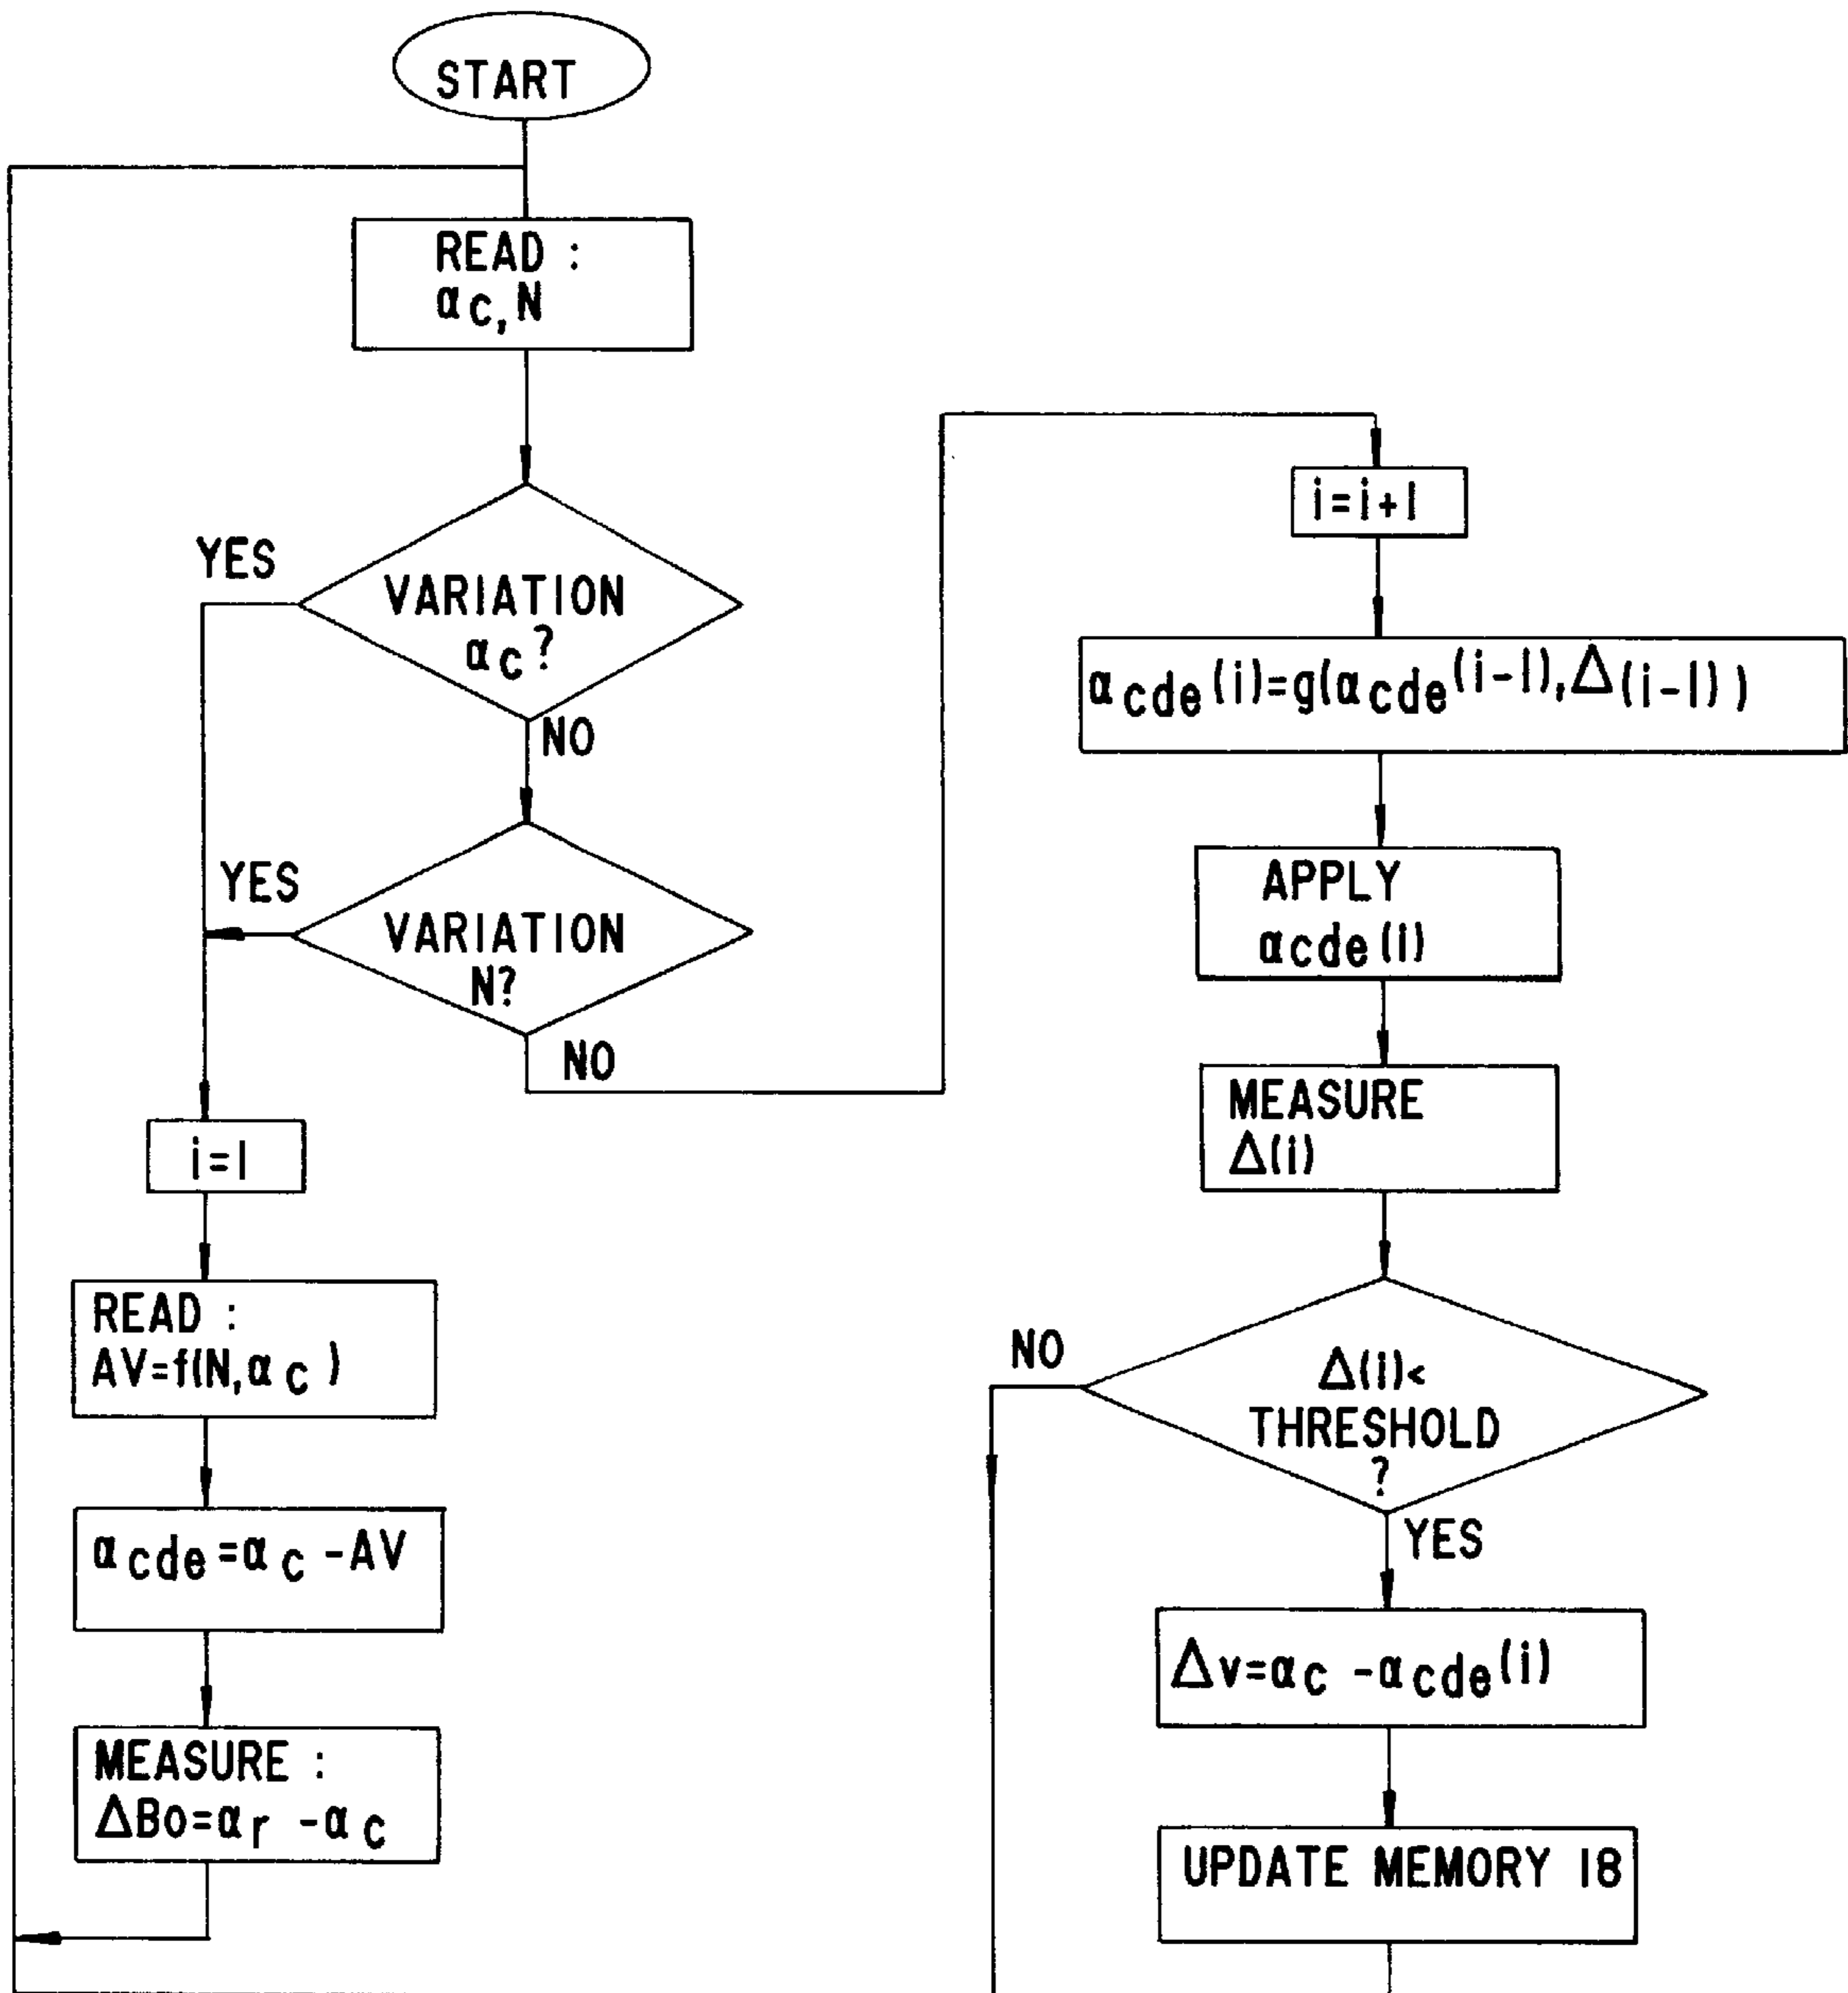 START
READ :
αc, N
YES
VARIATION
αc?
NO
YES
VARIATION
N?
NO
i=1
READ :
AV=f(N,αc)
αcde=αc-AV
MEASURE :
ΔBo=αr-αc
i=i+1
αcde(i)=g(αcde(i-1),Δ(i-1))
APPLY
αcde(i)
MEASURE
Δ(i)
NO
Δ(i)<
THRESHOLD
?
YES
Δv=αc-αcde(i)
UPDATE MEMORY 18